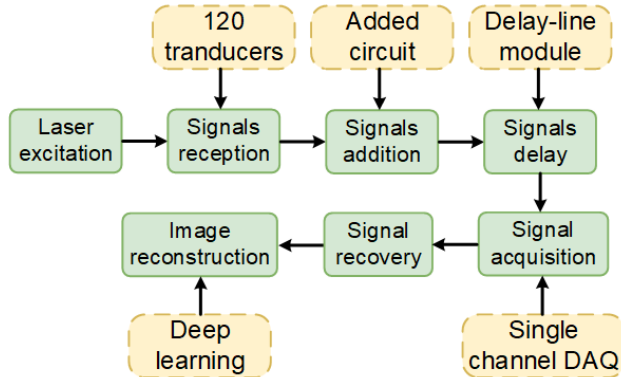 120
tranducers
Added
circuit
Delay-line
module
Laser
excitation
Signals
reception
Signals
addition
Signals
delay
Image
reconstruction
Signal
recovery
Signal
acquisition
Deep
learning
Single
channel DAQ